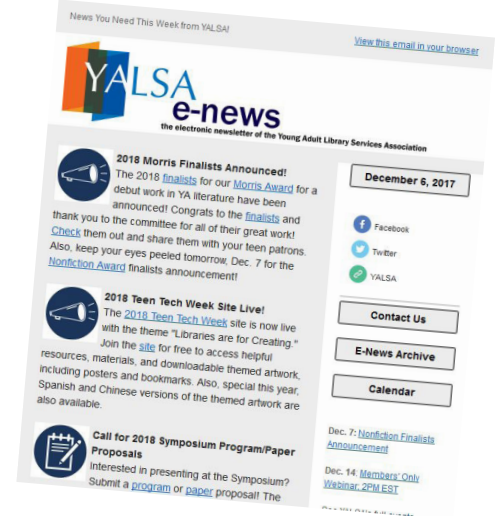 News You Need This Week from YALSA!
View this email in your browser
YALSA
e-news
the electronic newsletter of the Young Adult Library Services Association
2018 Morris Finalists Announced!
The 2018 finalists for our Morris Award for a
debut work in YA literature have been
announced! Congrats to the finalists and
thank you to the committee for all of their great work!
Check them out and share them with your teen patrons.
Also, keep your eyes peeled tomorrow, Dec. 7 for the
Nonfiction Award finalists announcement!
2018 Teen Tech Week Site Live!
The 2018 Teen Tech Week site is now live
with the theme "Libraries are for Creating."
Join the site for free to access helpful
resources, materials, and downloadable themed artwork,
including posters and bookmarks. Also, special this year,
Spanish and Chinese versions of the themed artwork are
also available.
Call for 2018 Symposium Program/Paper
Proposals
Interested in presenting at the Symposium?
Submit a program or paper proposal! The
December 6, 2017
Facebook
Twitter
YALSA
Contact Us
E-News Archive
Calendar
Dec. 7: Nonfiction Finalists
Announcement
Dec. 14: Members' Only
Webinar, 2PM EST